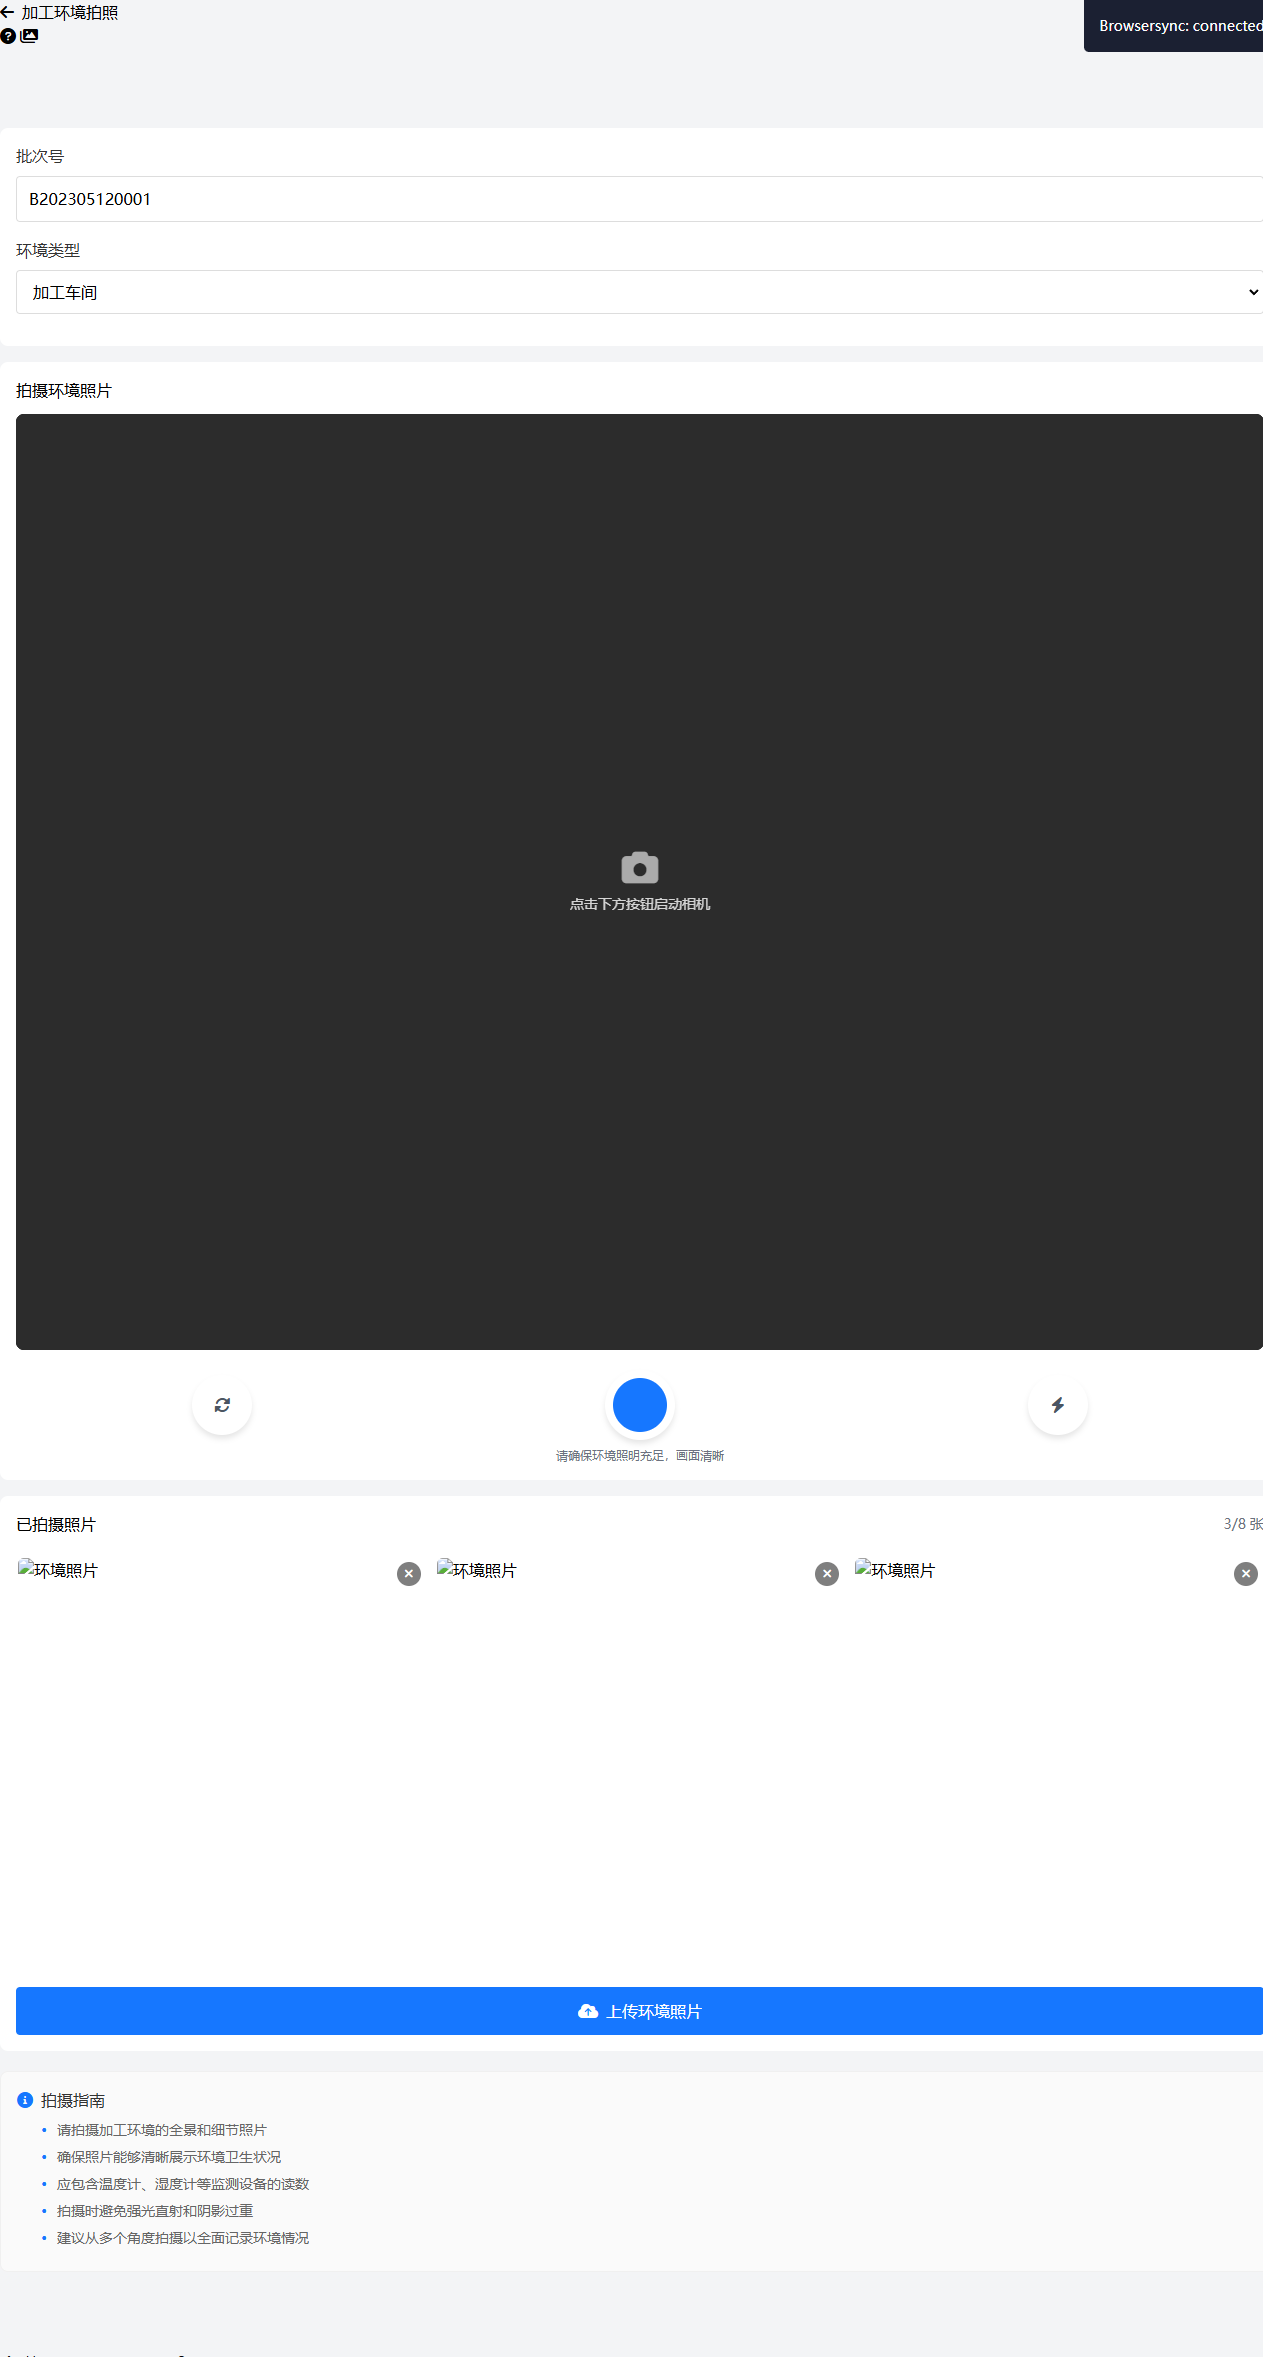 加工环境拍照
Browsersync: connected
批次号
B202305120001
环境类型
加工车间
拍摄环境照片
点击下方按钮启动相机
请确保环境照明充足，画面清晰
已拍摄照片
3/8 张
环境照片
环境照片
环境照片
上传环境照片
拍摄指南
请拍摄加工环境的全景和细节照片
确保照片能够清晰展示环境卫生状况
应包含温度计、湿度计等监测设备的读数
拍摄时避免强光直射和阴影过重
建议从多个角度拍摄以全面记录环境情况